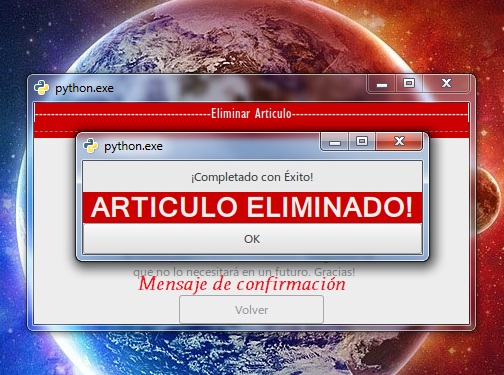 python.exe
-----Eliminar Articulo-----
python.exe
¡Completado con Éxito!
ARTICULO ELIMINADO!
OK
que no lo necesitará en un futuro. Gracias!
Mensaje de confirmación
Volver